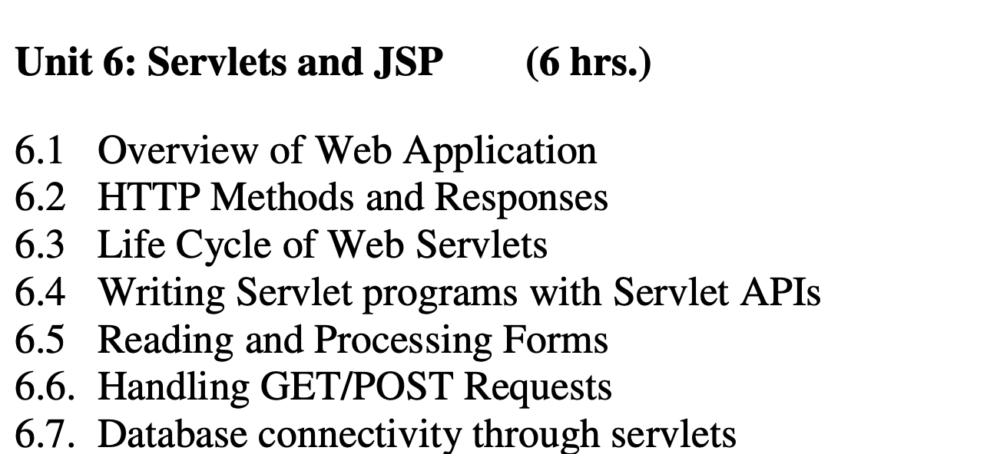 Unit 6: Servlets and JSP (6 hrs.)
6.1 Overview of Web Application
6.2 HTTP Methods and Responses
6.3 Life Cycle of Web Servlets
6.4 Writing Servlet programs with Servlet APIs
6.5 Reading and Processing Forms
6.6. Handling GET/POST Requests
6.7. Database connectivity through servlets